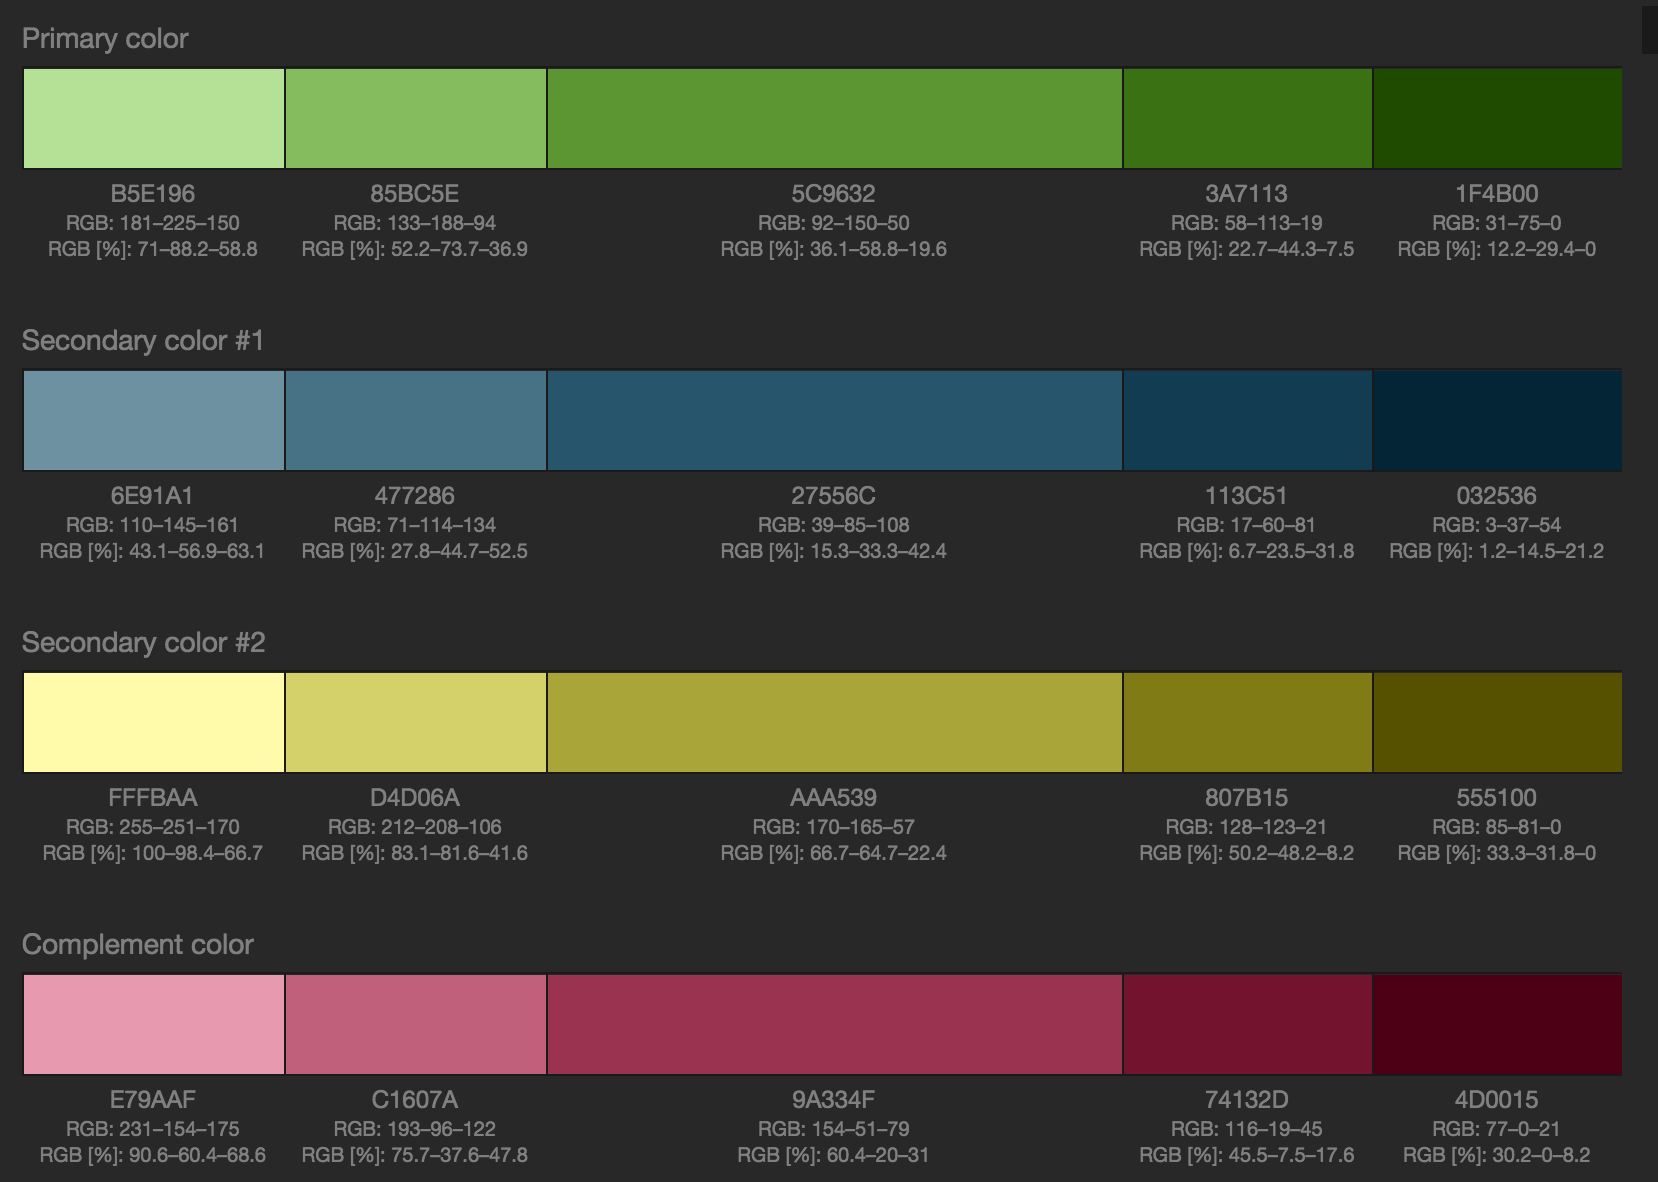 Primary color
B5E196
RGB: 181–225–150
RGB [%]: 71–88.2–58.8
85BC5E
RGB: 133–188–94
RGB [%]: 52.2–73.7–36.9
5C9632
RGB: 92–150–50
RGB [%]: 36.1–58.8–19.6
3A7113
RGB: 58–113–19
RGB [%]: 22.7–44.3–7.5
1F4B00
RGB: 31–75–0
RGB [%]: 12.2–29.4–0
Secondary color #1
6E91A1
RGB: 110–145–161
RGB [%]: 43.1–56.9–63.1
477286
RGB: 71–114–134
RGB [%]: 27.8–44.7–52.5
27556C
RGB: 39–85–108
RGB [%]: 15.3–33.3–42.4
113C51
RGB: 17–60–81
RGB [%]: 6.7–23.5–31.8
032536
RGB: 3–37–54
RGB [%]: 1.2–14.5–21.2
Secondary color #2
FFFBAA
RGB: 255–251–170
RGB [%]: 100–98.4–66.7
D4D06A
RGB: 212–208–106
RGB [%]: 83.1–81.6–41.6
AAA539
RGB: 170–165–57
RGB [%]: 66.7–64.7–22.4
807B15
RGB: 128–123–21
RGB [%]: 50.2–48.2–8.2
555100
RGB: 85–81–0
RGB [%]: 33.3–31.8–0
Complement color
E79AAF
RGB: 231–154–175
RGB [%]: 90.6–60.4–68.6
C1607A
RGB: 193–96–122
RGB [%]: 75.7–37.6–47.8
9A334F
RGB: 154–51–79
RGB [%]: 60.4–20–31
74132D
RGB: 116–19–45
RGB [%]: 45.5–7.5–17.6
4D0015
RGB: 77–0–21
RGB [%]: 30.2–0–8.2